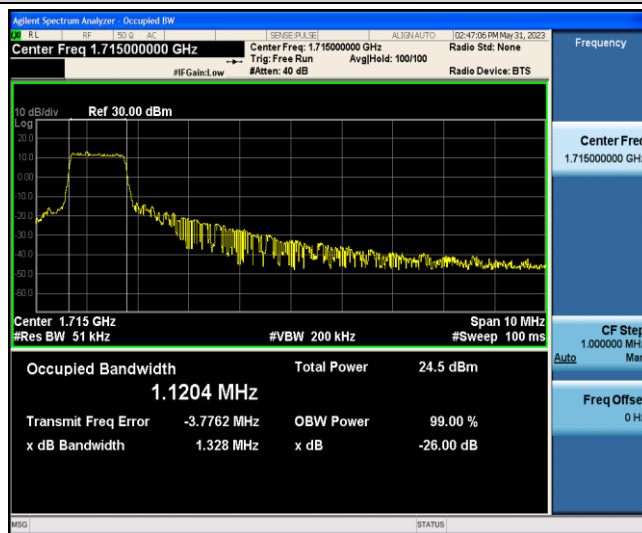 Agilent Spectrum Analyzer - Occupied BW
RL RF 50 Ω AC SENSE:PULSE ALIGNAUTO 02:47:06 PM May 31, 2023
Center Freq 1.715000000 GHz Center Freq: 1.715000000 GHz Radio Std: None
Trig: Free Run Avg|Hold: 100/100
#IFGain:Low #Atten: 40 dB Radio Device: BTS
Frequency
10 dB/div Ref 30.00 dBm
Log
20.0
10.0
0.00
-10.0
-20.0
-30.0
-40.0
-50.0
-60.0
Center 1.715 GHz Span 10 MHz
#Res BW 51 kHz #VBW 200 kHz #Sweep 100 ms
Occupied Bandwidth Total Power 24.5 dBm
1.1204 MHz
Transmit Freq Error -3.7762 MHz OBW Power 99.00 %
x dB Bandwidth 1.328 MHz x dB -26.00 dB
Center Freq
1.715000000 GHz
CF Step
1.000000 MHz
Auto Man
Freq Offse
0 Hz
MSG STATUS